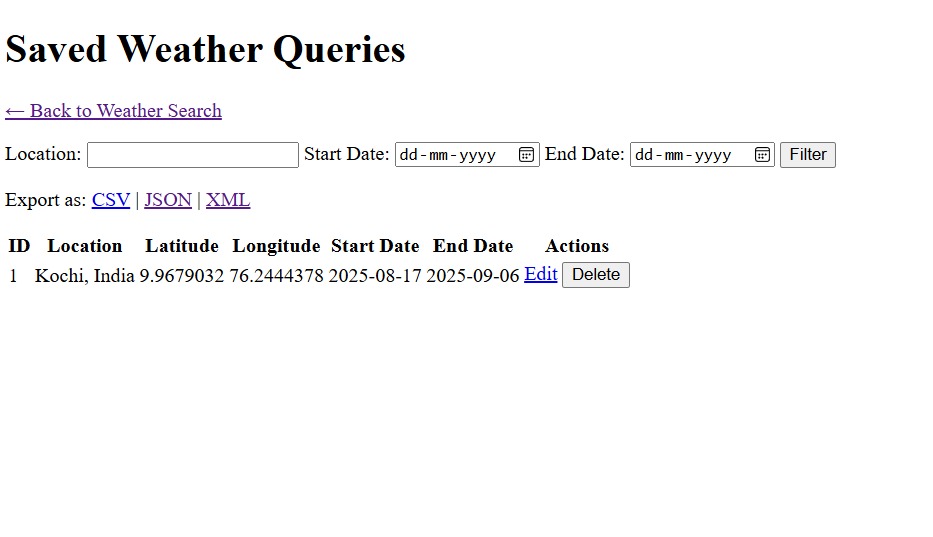 Saved Weather Queries
← Back to Weather Search
Location: Start Date: dd-mm-yyyy End Date: dd-mm-yyyy Filter
Export as: CSV | JSON | XML
ID Location Latitude Longitude Start Date End Date Actions
1 Kochi, India 9.9679032 76.2444378 2025-08-17 2025-09-06 Edit Delete